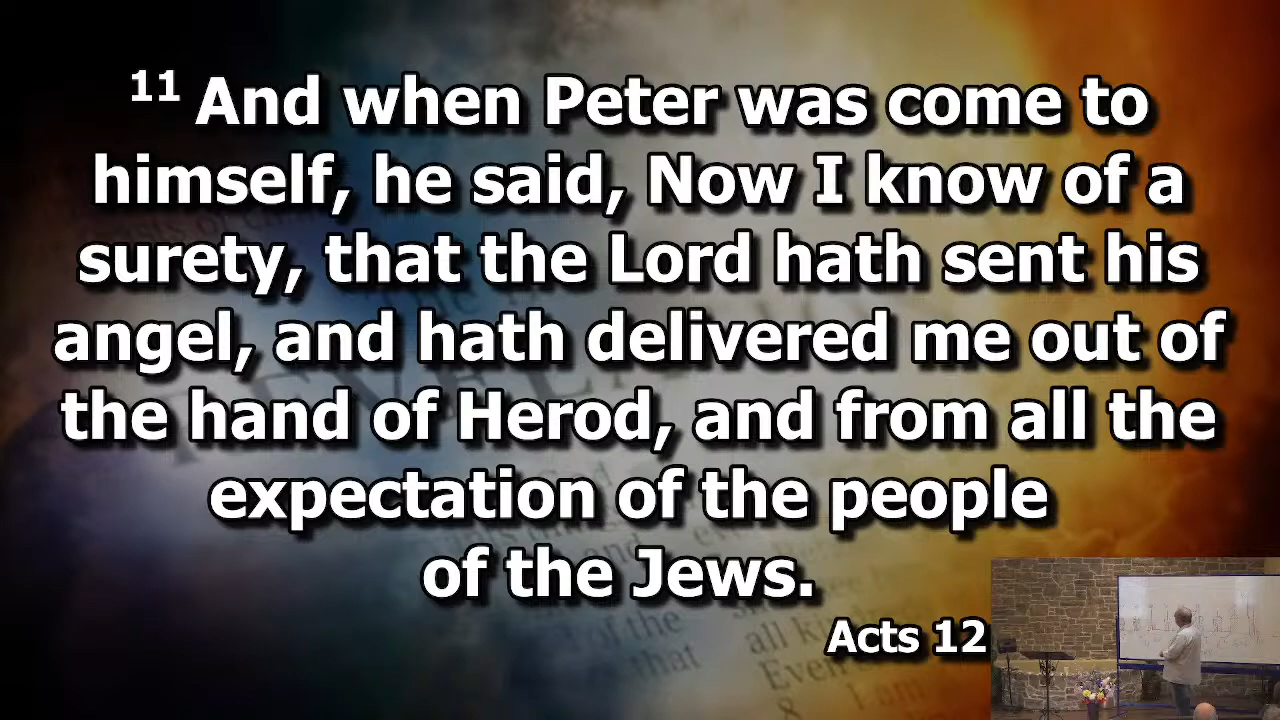 11 And when Peter was come to
himself, he said, Now I know of a
surety, that the Lord hath sent his
angel, and hath delivered me out of
the hand of Herod, and from all the
expectation of the people
of the Jews.
Acts 12